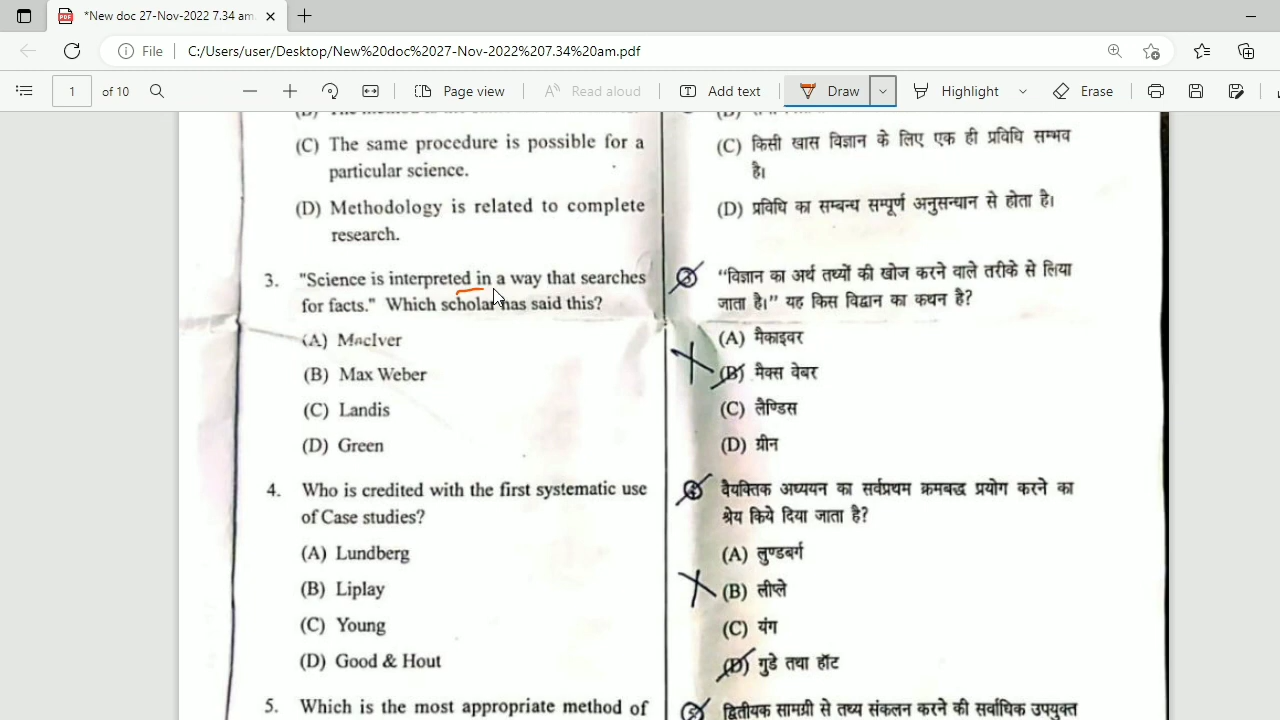 *New doc 27-Nov-2022 7.34 am.
File C:/Users/user/Desktop/New%20doc%2027-Nov-2022%207.34%20am.pdf
1 of 10 Page view Read aloud Add text Draw Highlight Erase
(C) The same procedure is possible for a
particular science.
(D) Methodology is related to complete
research.
3. "Science is interpreted in a way that searches
for facts." Which scholar has said this?
(A) MacIver
(B) Max Weber
(C) Landis
(D) Green
4. Who is credited with the first systematic use
of Case studies?
(A) Lundberg
(B) Liplay
(C) Young
(D) Good & Hout
5. Which is the most appropriate method of
(C) किसी खास विज्ञान के लिए एक ही प्रविधि सम्भव
है।
(D) प्रविधि का सम्बन्ध सम्पूर्ण अनुसन्धान से होता है।
3 “विज्ञान का अर्थ तथ्यों की खोज करने वाले तरीके से लिया
जाता है।” यह किस विद्वान का कथन है?
(A) मैकाइवर
(B) मैक्स वेबर
(C) लैण्डिस
(D) ग्रीन
4 वैयक्तिक अध्ययन का सर्वप्रथम क्रमबद्ध प्रयोग करने का
श्रेय किये दिया जाता है?
(A) लुण्डबर्ग
(B) लीप्ले
(C) यंग
(D) गुडे तथा हॉट
5 द्वितीयक सामग्री से तथ्य संकलन करने की सर्वाधिक उपयुक्त